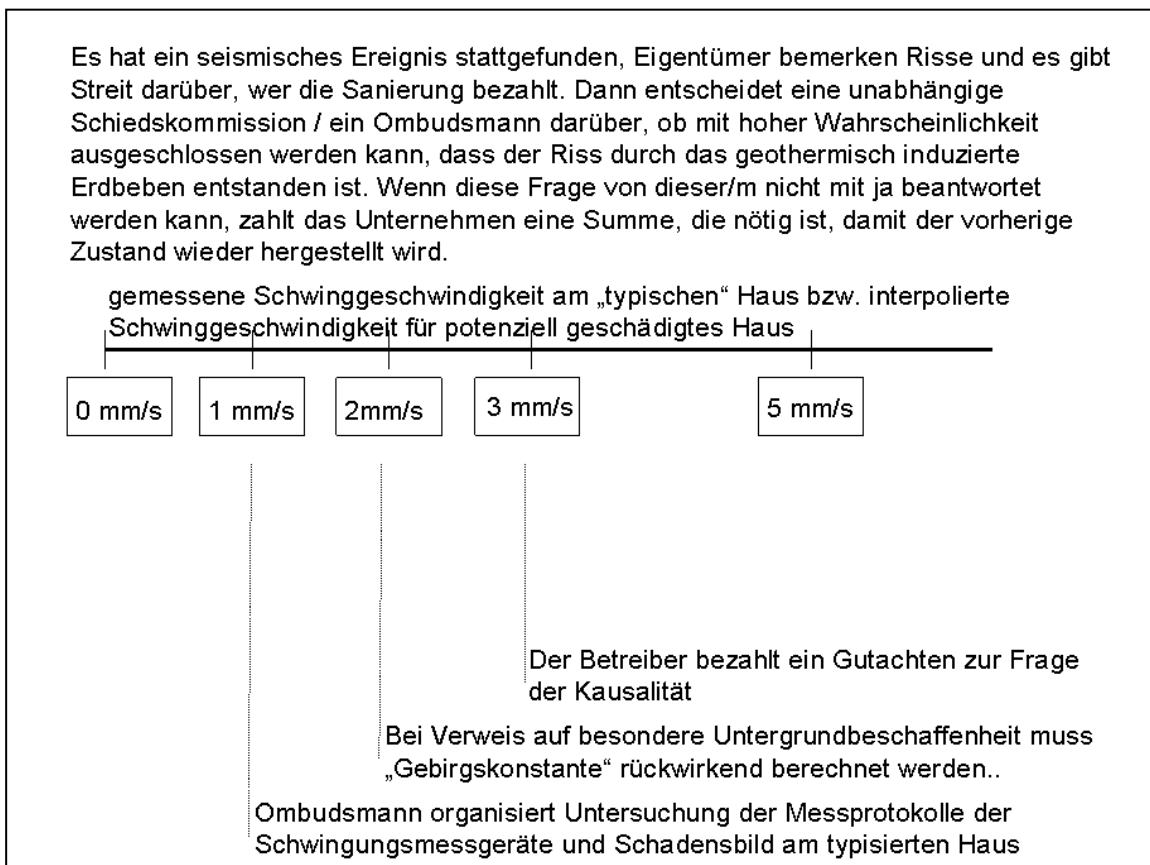 Es hat ein seismisches Ereignis stattgefunden, Eigentümer bemerken Risse und es gibt
Streit darüber, wer die Sanierung bezahlt. Dann entscheidet eine unabhängige
Schiedskommission / ein Ombudsmann darüber, ob mit hoher Wahrscheinlichkeit
ausgeschlossen werden kann, dass der Riss durch das geothermisch induzierte
Erdbeben entstanden ist. Wenn diese Frage von dieser/m nicht mit ja beantwortet
werden kann, zahlt das Unternehmen eine Summe, die nötig ist, damit der vorherige
Zustand wieder hergestellt wird.
gemessene Schwinggeschwindigkeit am „typischen“ Haus bzw. interpolierte
Schwinggeschwindigkeit für potenziell geschädigtes Haus
0 mm/s 1 mm/s 2mm/s 3 mm/s 5 mm/s
Der Betreiber bezahlt ein Gutachten zur Frage
der Kausalität
Bei Verweis auf besondere Untergrundbeschaffenheit muss
„Gebirgskonstante“ rückwirkend berechnet werden..
Ombudsmann organisiert Untersuchung der Messprotokolle der
Schwingungsmessgeräte und Schadensbild am typisierten Haus